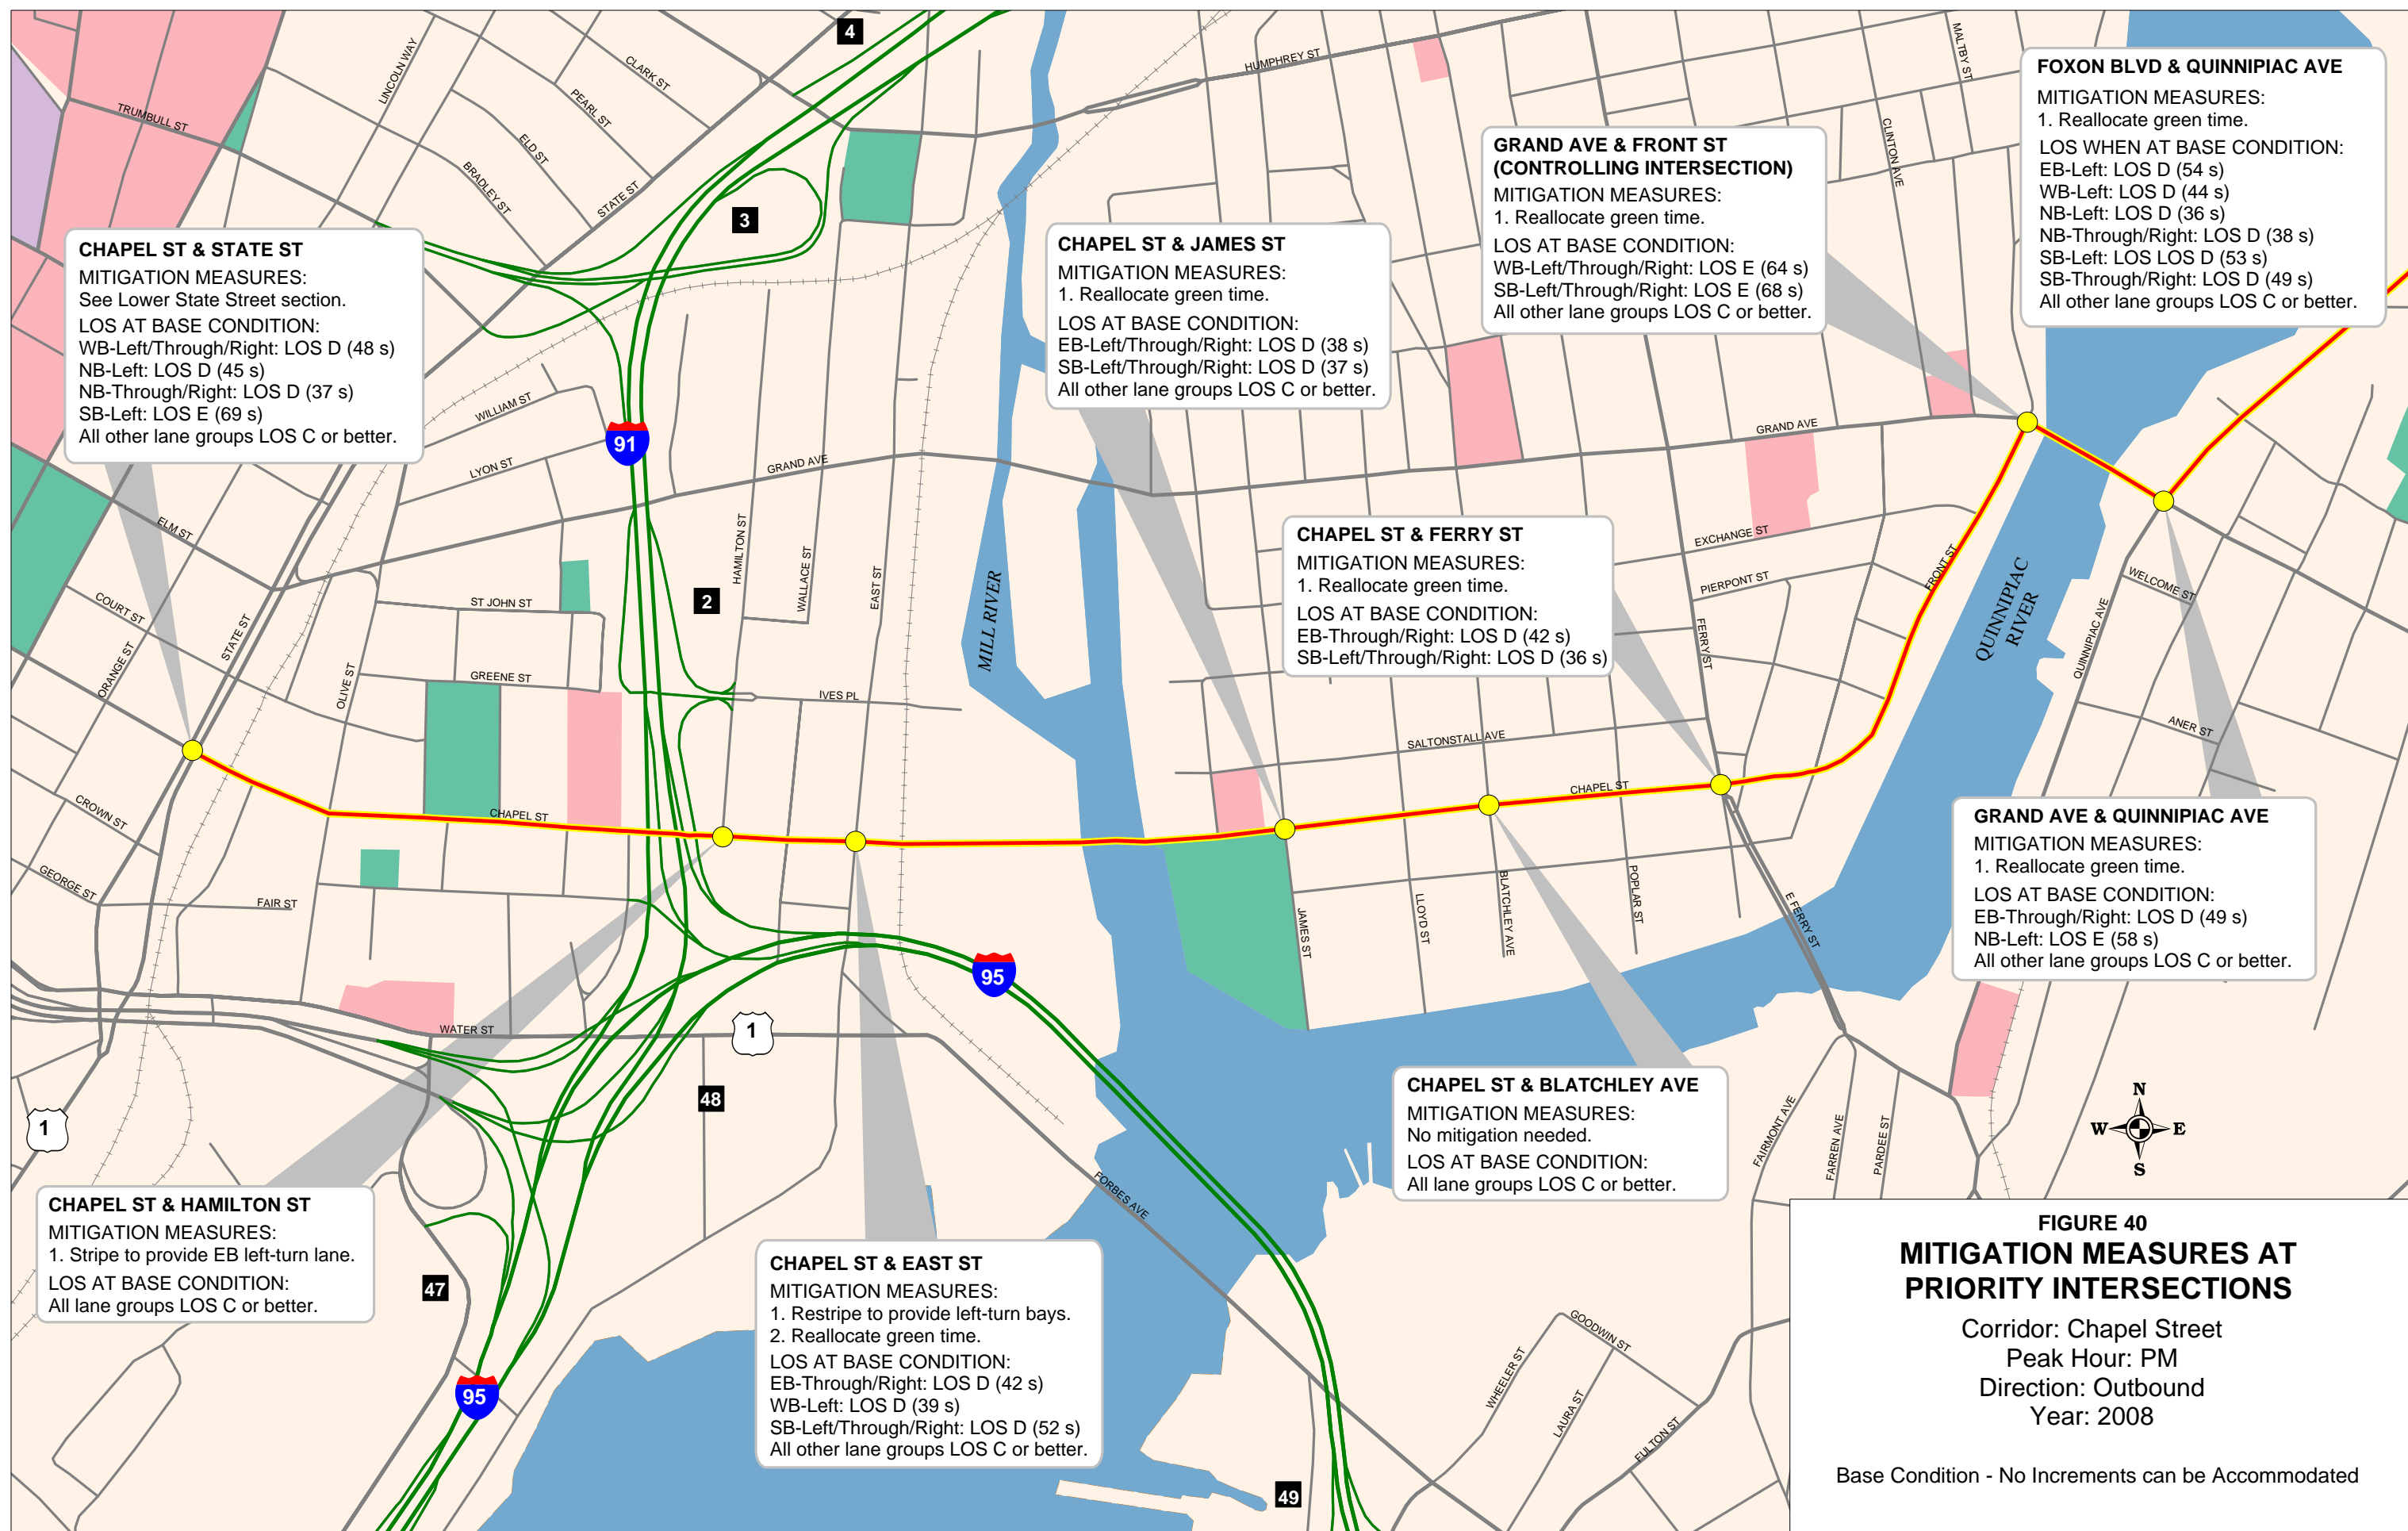 4
HUMPHREY ST
MALTBY ST
LINCOLN WAY
CLARK ST
PEARL ST
TRUMBULL ST
ELD ST
BRADLEY ST
STATE ST
3
CLINTON AVE
FOXON BLVD & QUINNIPIAC AVE
MITIGATION MEASURES:
1. Reallocate green time.
LOS WHEN AT BASE CONDITION:
EB-Left: LOS D (54 s)
WB-Left: LOS D (44 s)
NB-Left: LOS D (36 s)
NB-Through/Right: LOS D (38 s)
SB-Left: LOS LOS D (53 s)
SB-Through/Right: LOS D (49 s)
All other lane groups LOS C or better.
GRAND AVE & FRONT ST
(CONTROLLING INTERSECTION)
MITIGATION MEASURES:
1. Reallocate green time.
LOS AT BASE CONDITION:
WB-Left/Through/Right: LOS E (64 s)
SB-Left/Through/Right: LOS E (68 s)
All other lane groups LOS C or better.
CHAPEL ST & JAMES ST
MITIGATION MEASURES:
1. Reallocate green time.
LOS AT BASE CONDITION:
EB-Left/Through/Right: LOS D (38 s)
SB-Left/Through/Right: LOS D (37 s)
All other lane groups LOS C or better.
CHAPEL ST & STATE ST
MITIGATION MEASURES:
See Lower State Street section.
LOS AT BASE CONDITION:
WB-Left/Through/Right: LOS D (48 s)
NB-Left: LOS D (45 s)
NB-Through/Right: LOS D (37 s)
SB-Left: LOS E (69 s)
All other lane groups LOS C or better.
WILLIAM ST
LYON ST
91
GRAND AVE
GRAND AVE
ELM ST
HAMILTON ST
WALLACE ST
EAST ST
MILL RIVER
2
EXCHANGE ST
PIERPONT ST
FERRY ST
FRONT ST
QUINNIPIAC
RIVER
QUINNIPIAC AVE
WELCOME ST
ANER ST
CHAPEL ST & FERRY ST
MITIGATION MEASURES:
1. Reallocate green time.
LOS AT BASE CONDITION:
EB-Through/Right: LOS D (42 s)
SB-Left/Through/Right: LOS D (36 s)
COURT ST
ORANGE ST
STATE ST
OLIVE ST
ST JOHN ST
GREENE ST
IVES PL
SALTONSTALL AVE
CHAPEL ST
CHAPEL ST
CROWN ST
GEORGE ST
FAIR ST
JAMES ST
LLOYD ST
BLATCHLEY AVE
POPLAR ST
E FERRY ST
GRAND AVE & QUINNIPIAC AVE
MITIGATION MEASURES:
1. Reallocate green time.
LOS AT BASE CONDITION:
EB-Through/Right: LOS D (49 s)
NB-Left: LOS E (58 s)
All other lane groups LOS C or better.
95
WATER ST
1
48
1
FORBES AVE
CHAPEL ST & BLATCHLEY AVE
MITIGATION MEASURES:
No mitigation needed.
LOS AT BASE CONDITION:
All lane groups LOS C or better.
FAIRMONT AVE
FARREN AVE
PARDEE ST
N
W
E
S
CHAPEL ST & HAMILTON ST
MITIGATION MEASURES:
1. Stripe to provide EB left-turn lane.
LOS AT BASE CONDITION:
All lane groups LOS C or better.
47
95
CHAPEL ST & EAST ST
MITIGATION MEASURES:
1. Restripe to provide left-turn bays.
2. Reallocate green time.
LOS AT BASE CONDITION:
EB-Through/Right: LOS D (42 s)
WB-Left: LOS D (39 s)
SB-Left/Through/Right: LOS D (52 s)
All other lane groups LOS C or better.
49
WHEELER ST
GOODWIN ST
LAURA ST
FULTON ST
FIGURE 40
MITIGATION MEASURES AT
PRIORITY INTERSECTIONS
Corridor: Chapel Street
Peak Hour: PM
Direction: Outbound
Year: 2008
Base Condition - No Increments can be Accommodated